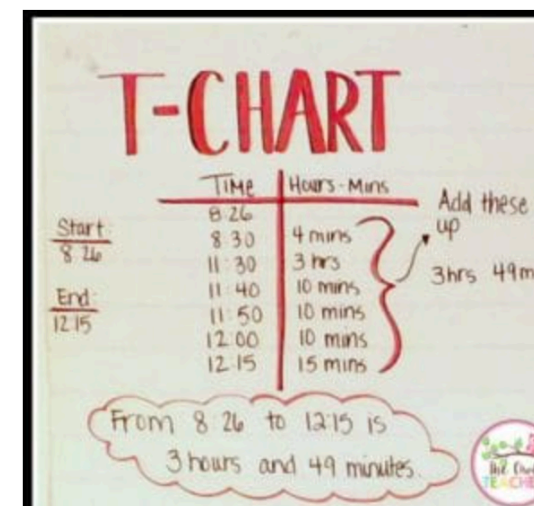 T-CHART
TIME Hours-Mins
8:26
8:30 4 mins
11:30 3 hrs
11:40 10 mins
11:50 10 mins
12:00 10 mins
12:15 15 mins
Start:
8:26
End:
12:15
Add these
up
3hrs 49m
From 8:26 to 12:15 is
3 hours and 49 minutes.